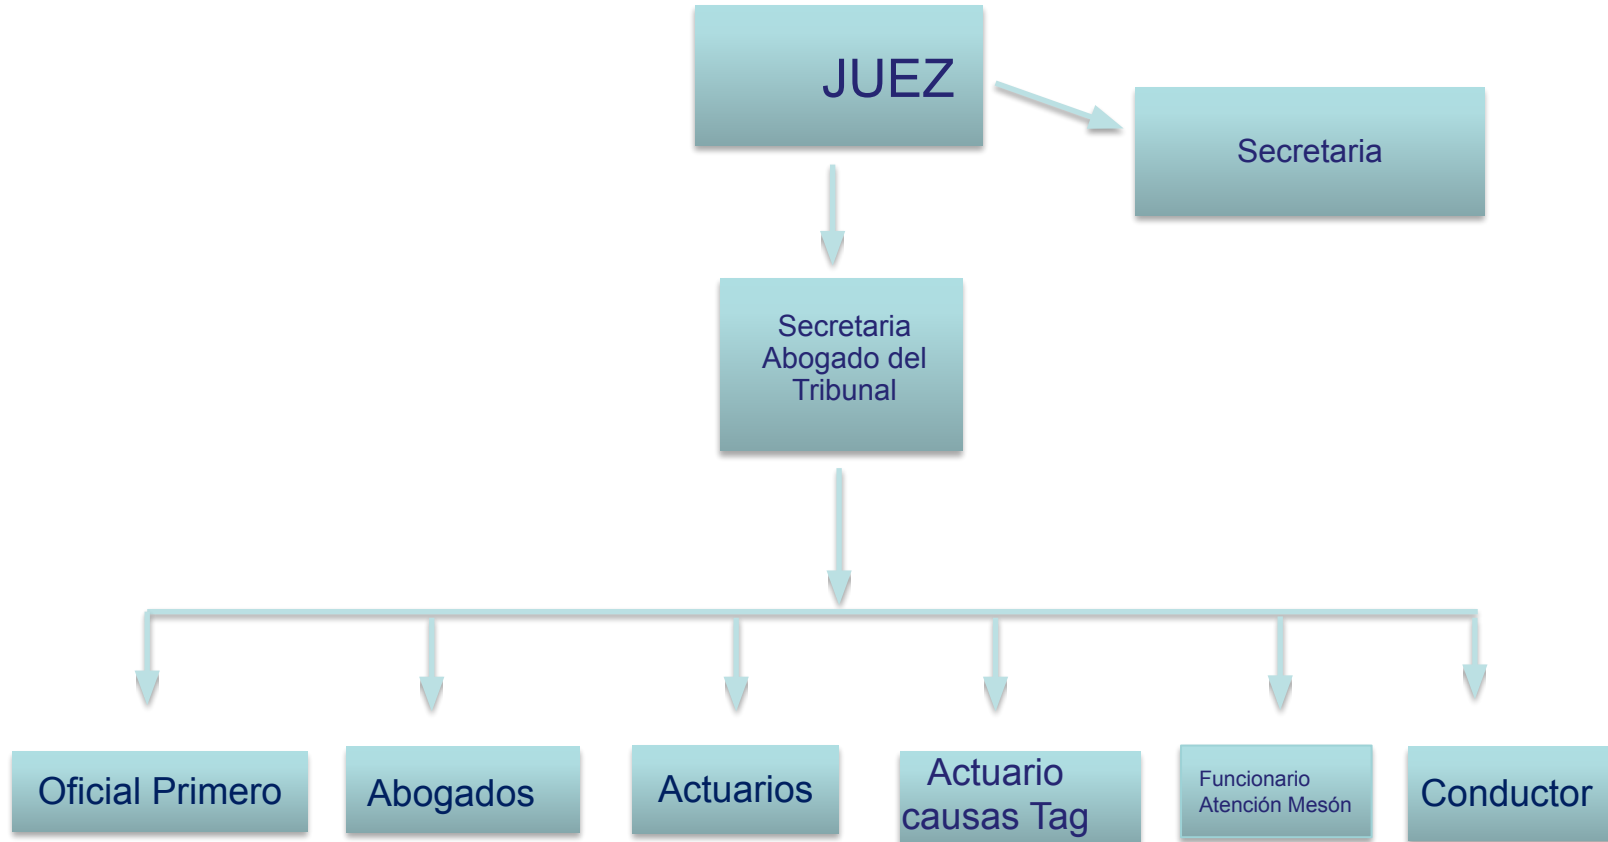 JUEZ
Secretaria
Secretaria
Abogado del
Tribunal
Oficial Primero
Abogados
Actuarios
Actuario
causas Tag
Funcionario
Atención Mesón
Conductor